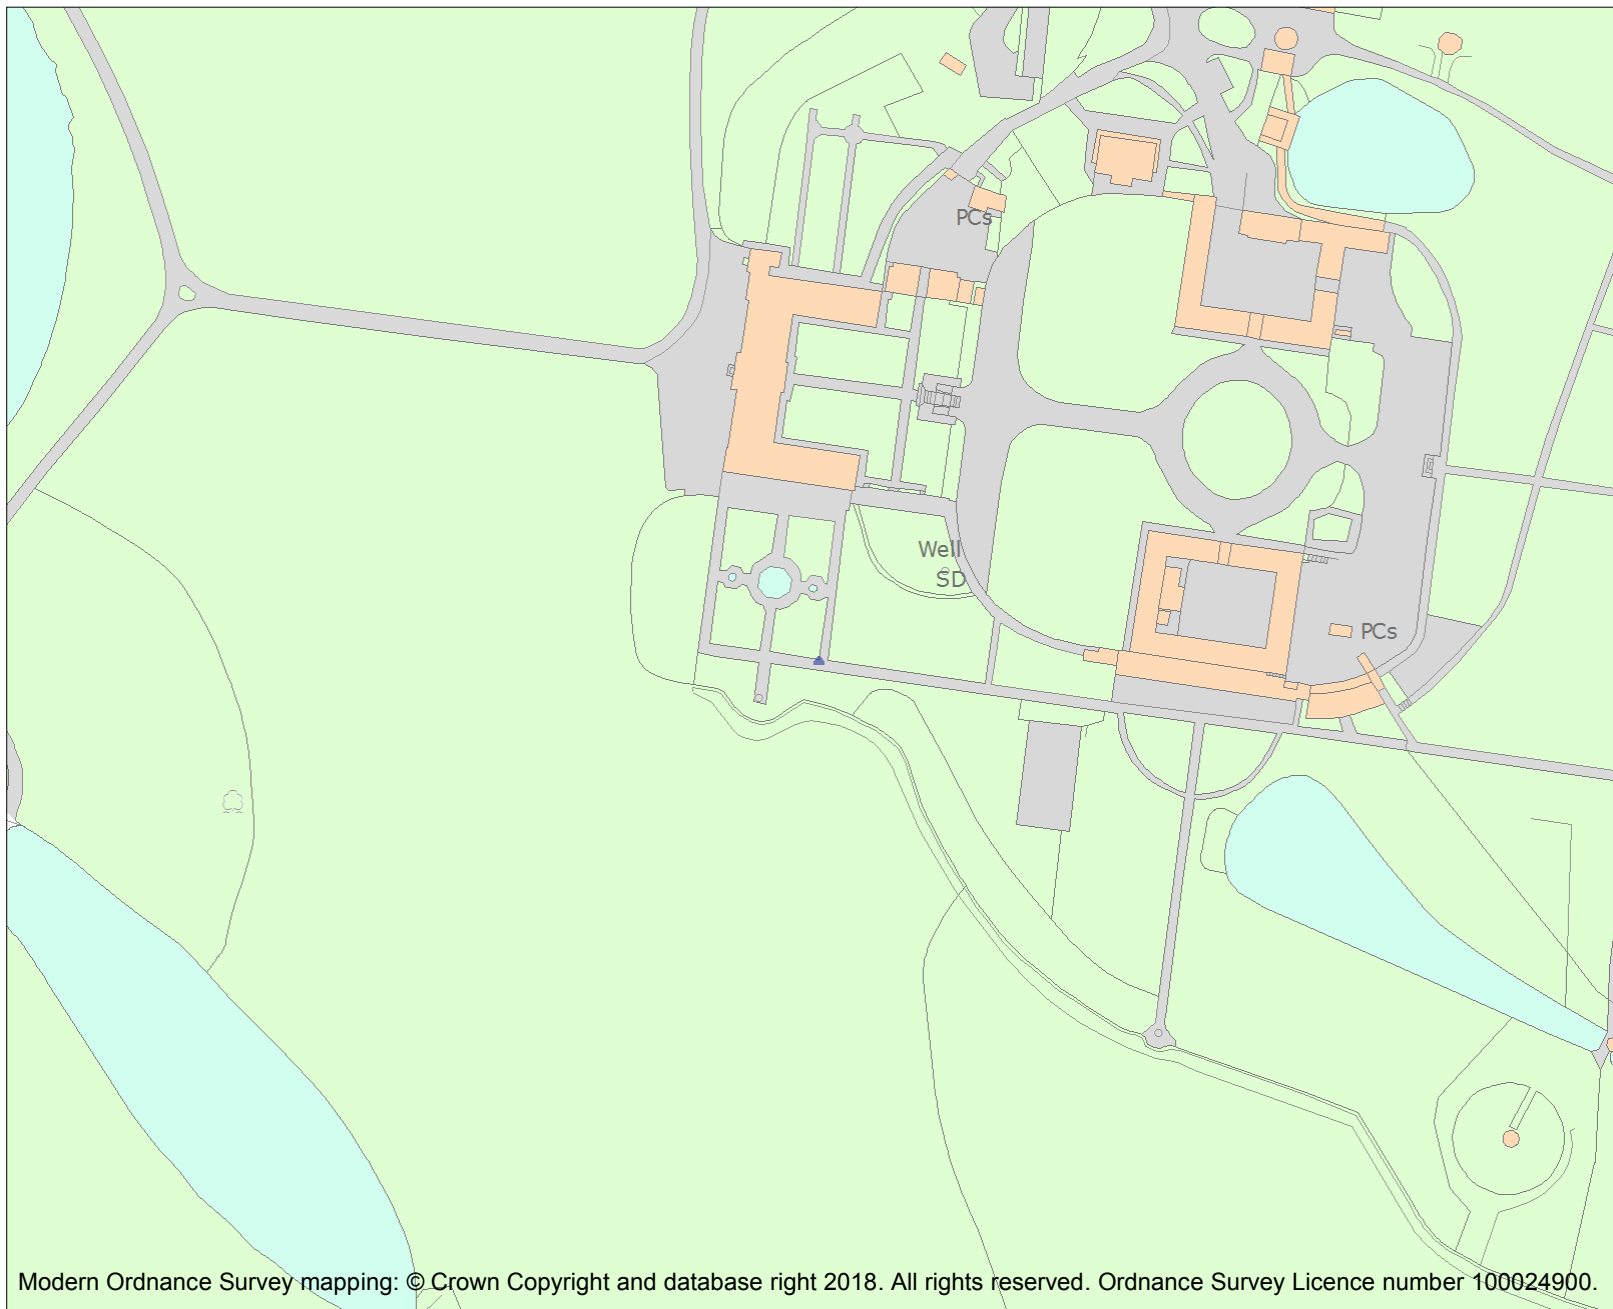 PCs
Well
SD
PCs
Modern Ordnance Survey mapping: © Crown Copyright and database right 2018. All rights reserved. Ordnance Survey Licence number 100024900.